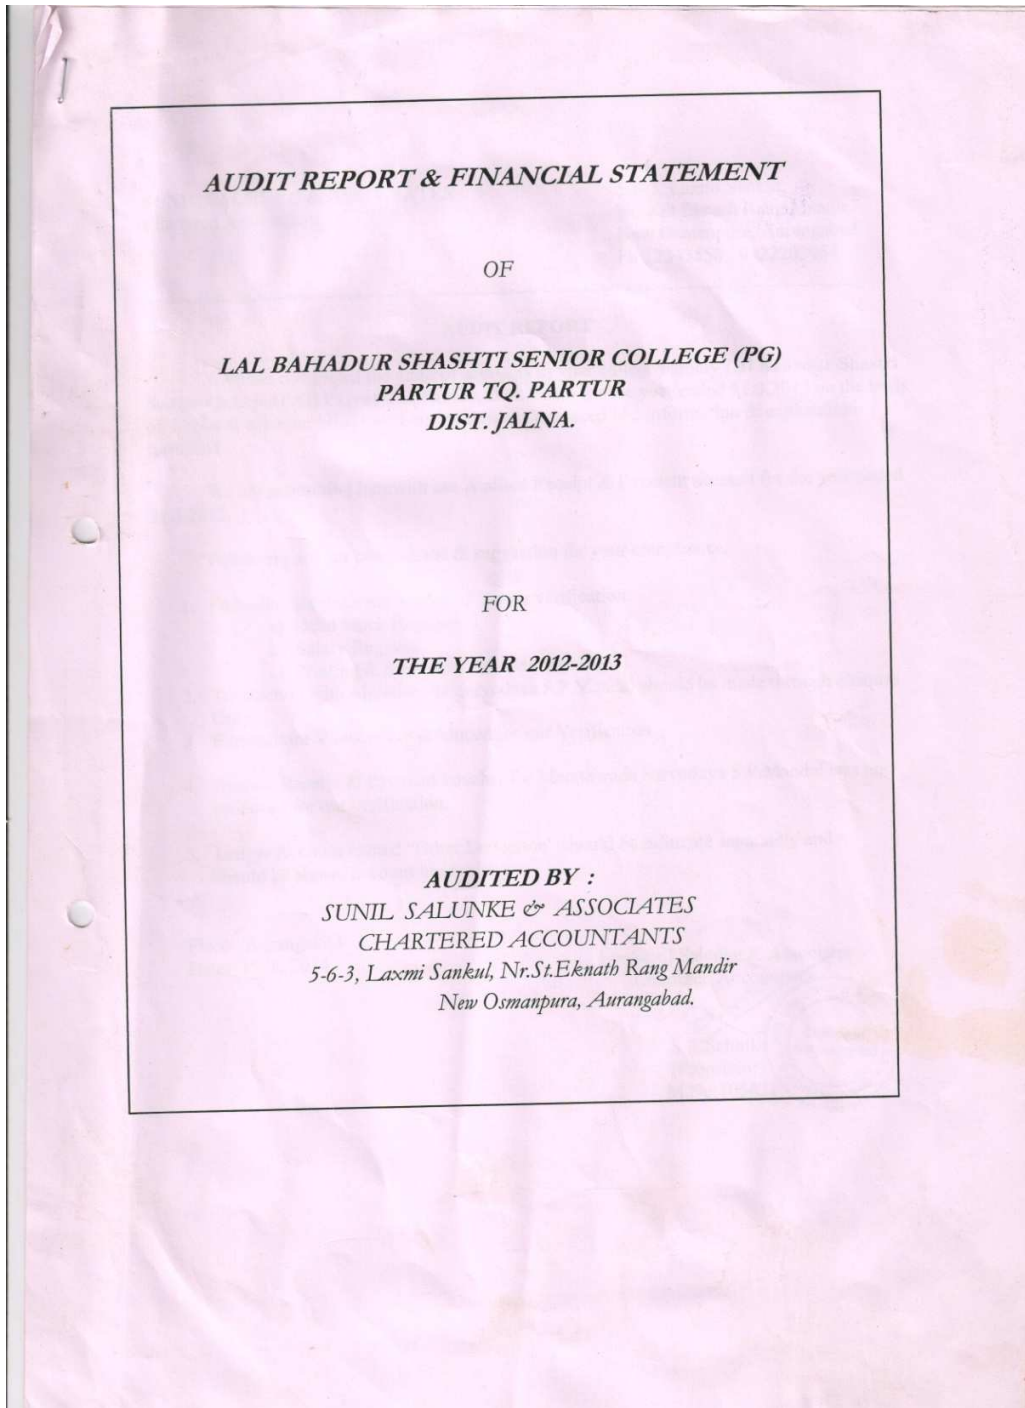 AUDIT REPORT & FINANCIAL STATEMENT
OF
LAL BAHADUR SHASHTI SENIOR COLLEGE (PG)
PARTUR TQ. PARTUR
DIST. JALNA.
FOR
THE YEAR 2012-2013
AUDITED BY :
SUNIL SALUNKE & ASSOCIATES
CHARTERED ACCOUNTANTS
5-6-3, Laxmi Sankul, Nr.St.Eknath Rang Mandir
New Osmanpura, Aurangabad.